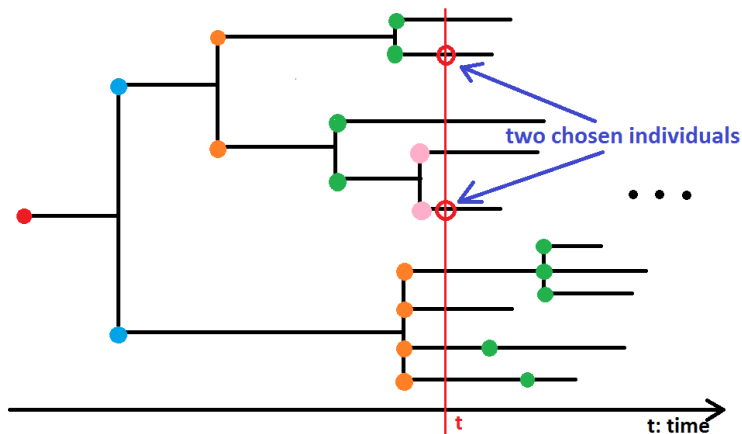 two chosen individuals
• • •
t
t: time